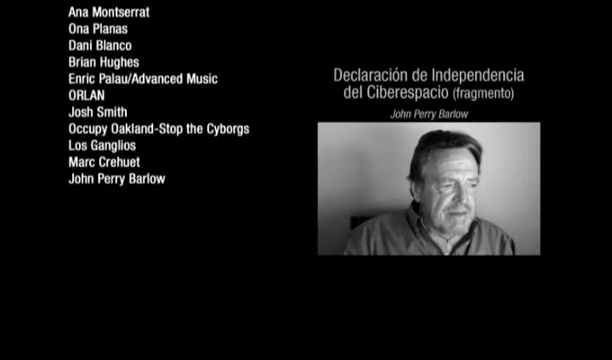 Ana Montserrat
Ona Planas
Dani Blanco
Brian Hughes
Enric Palau/Advanced Music
ORLAN
Josh Smith
Occupy Oakland-Stop the Cyborgs
Los Ganglios
Marc Crehuet
John Perry Barlow
Declaración de Independencia
del Ciberespacio (fragmento)
John Perry Barlow